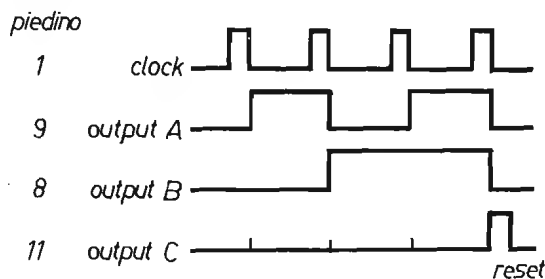 piedino
1 clock
9 output A
8 output B
11 output C
reset